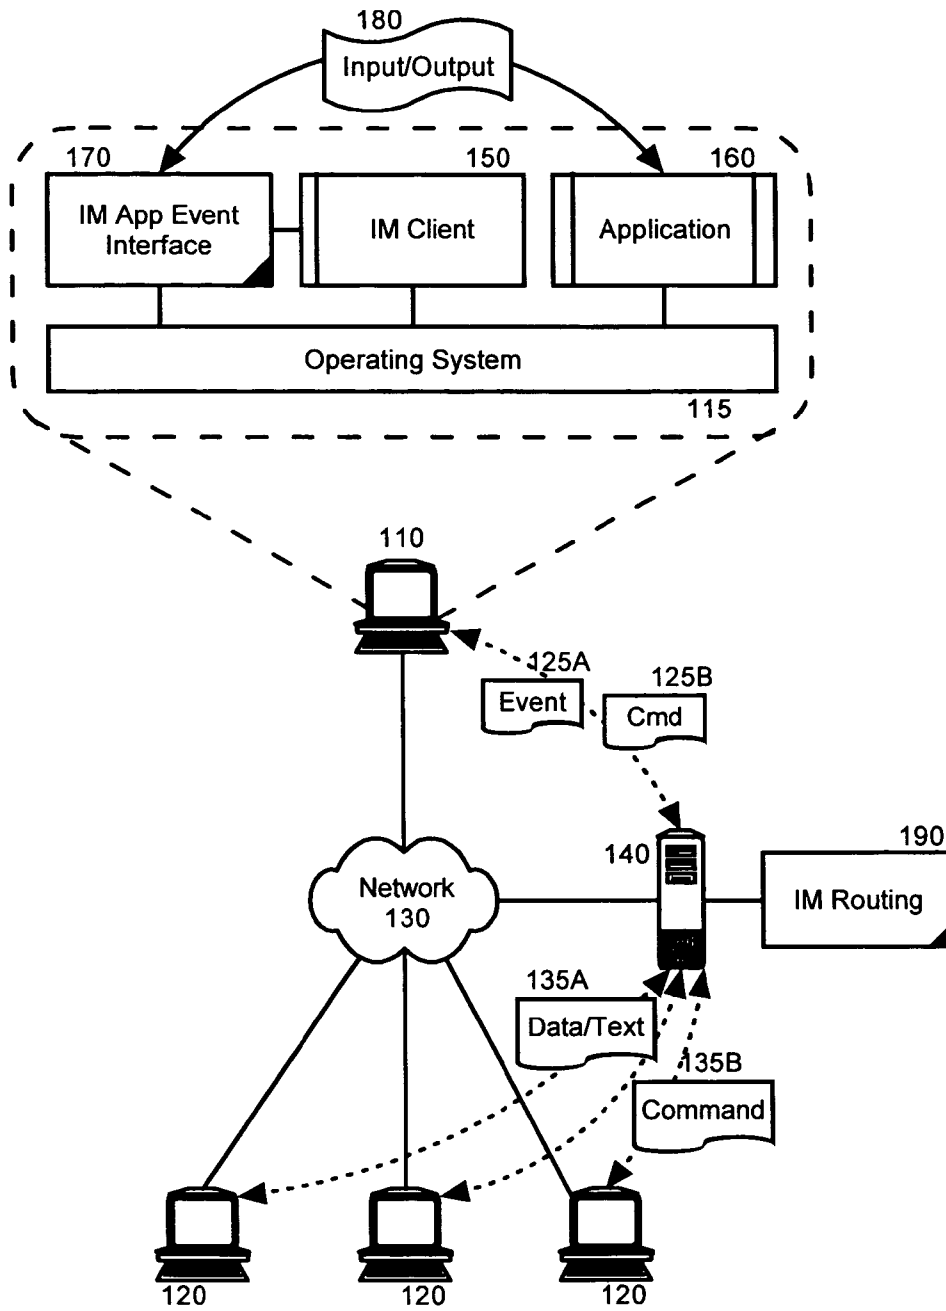 180
Input/Output
170
150
160
IM App Event
Interface
IM Client
Application
Operating System
115
110
125A
125B
Event
Cmd
140
190
Network
130
IM Routing
135A
Data/Text
135B
Command
120
120
120